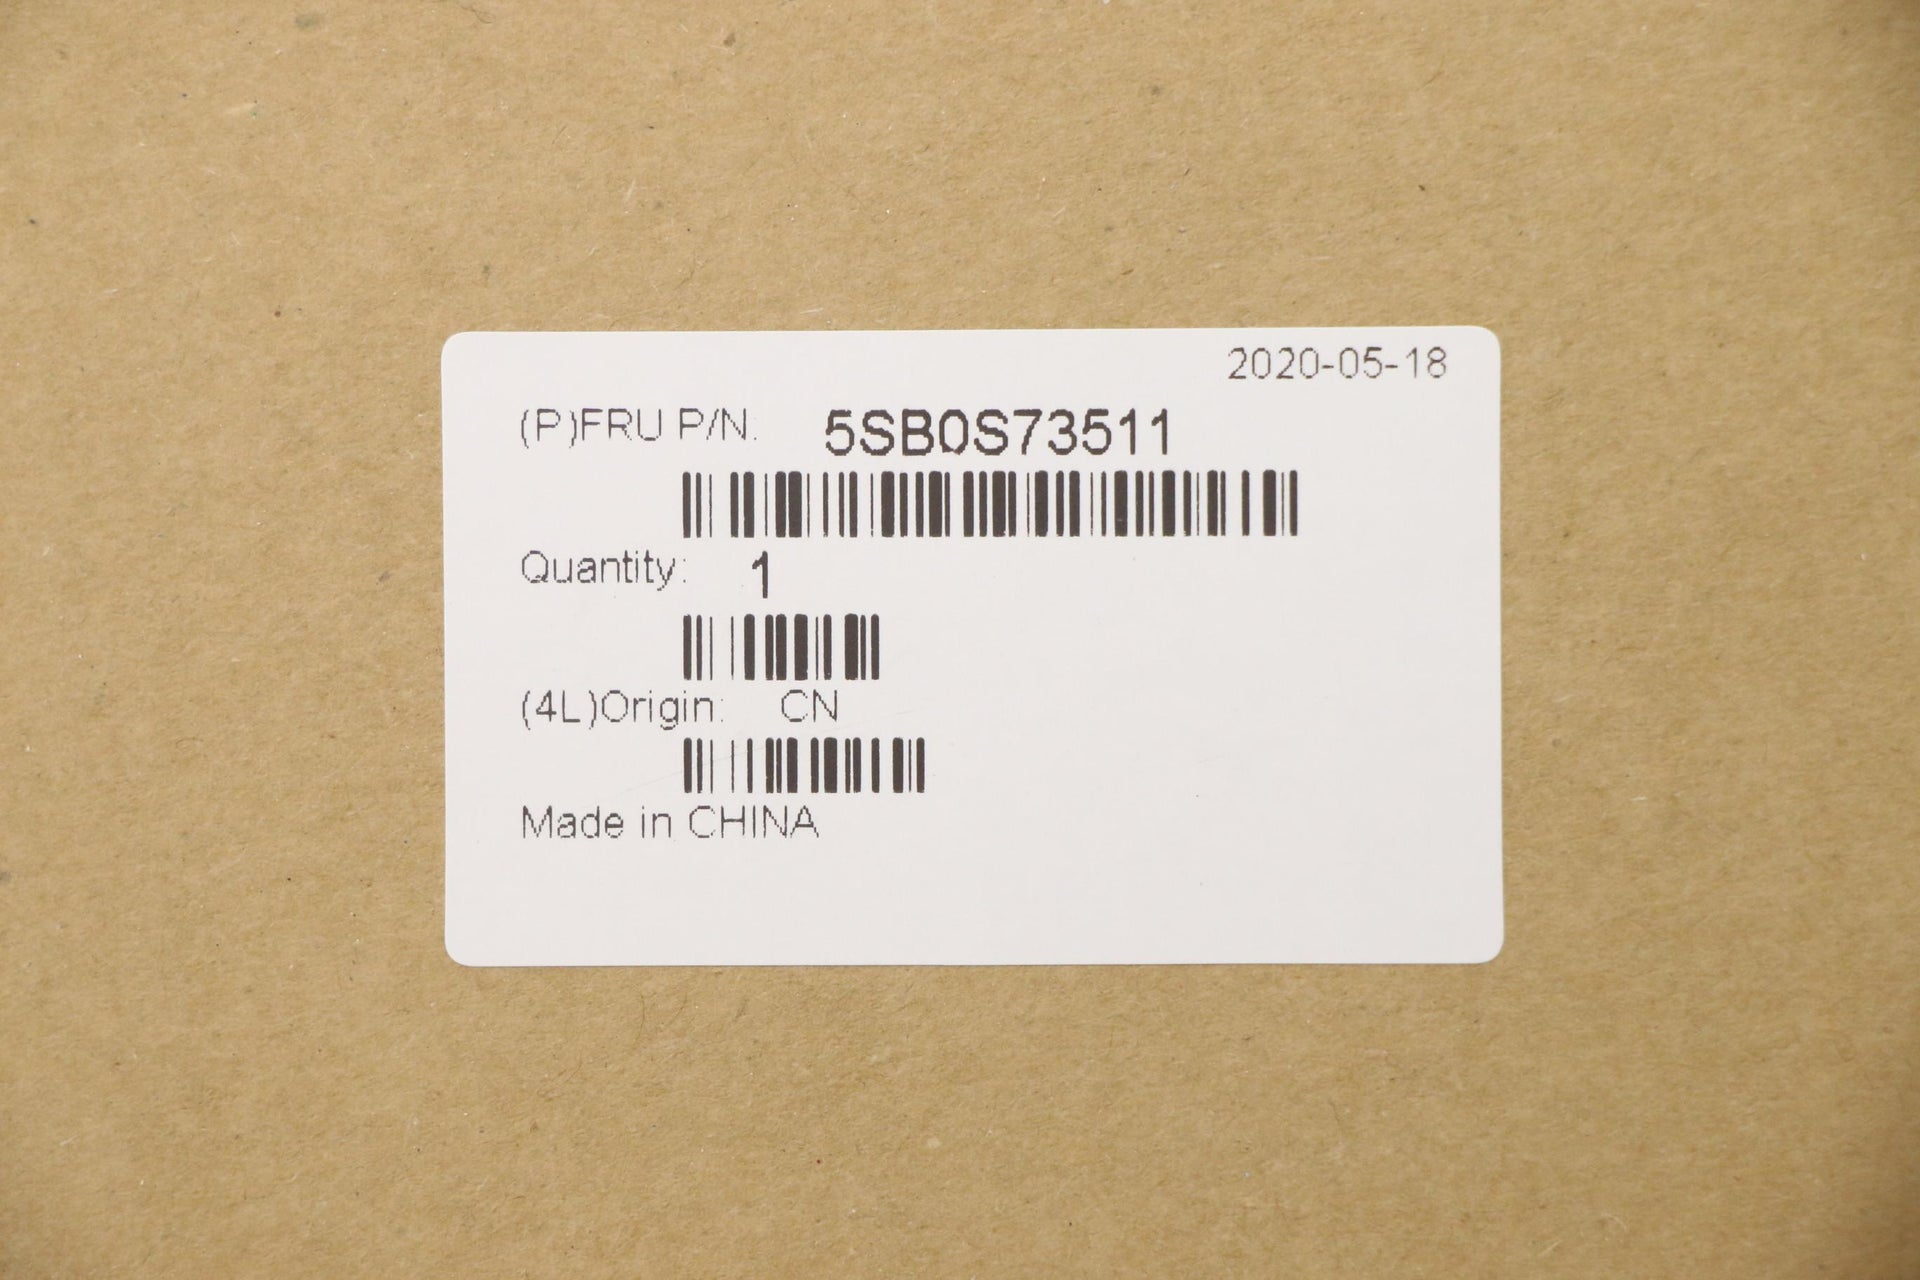 2020-05-18
(P)FRU P/N: 5SB0S73511
Quantity: 1
(4L)Origin: CN
Made in CHINA